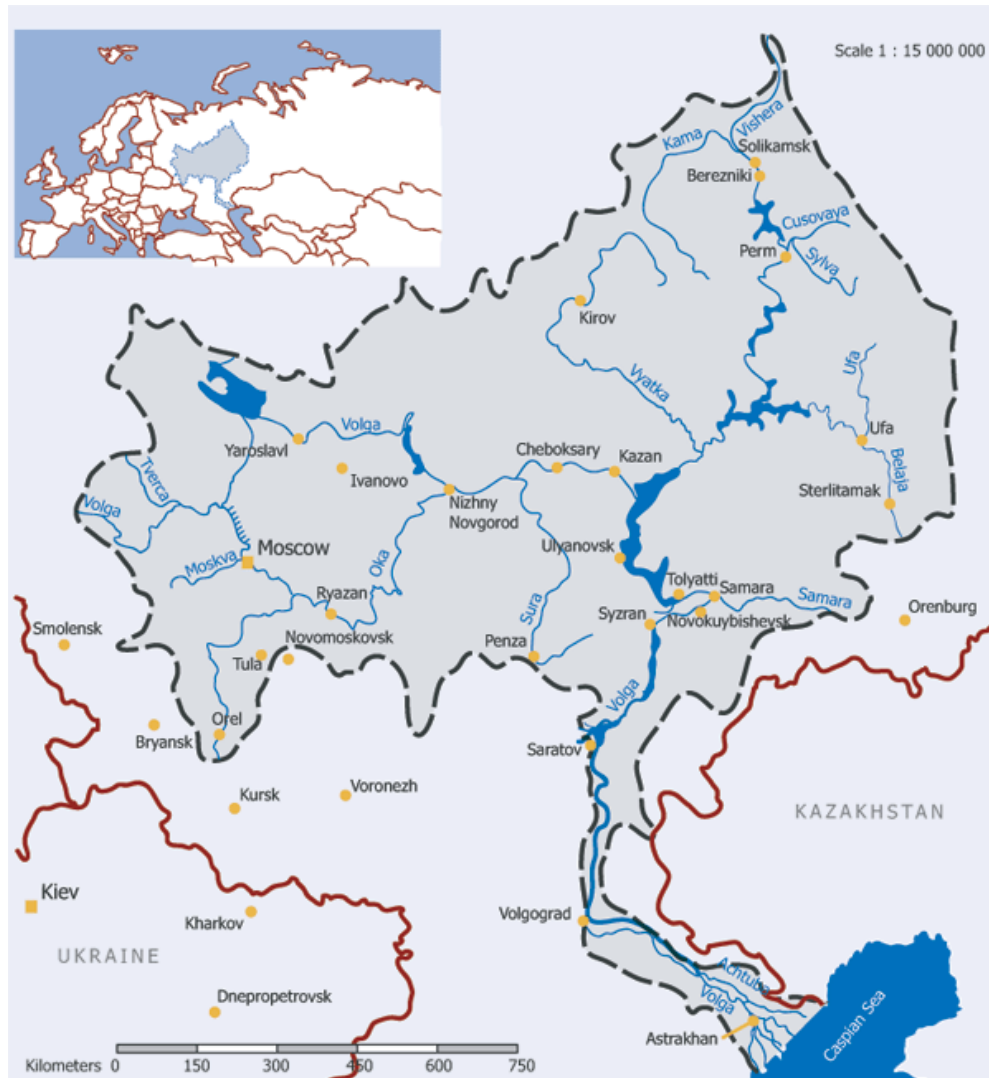 Scale 1 : 15 000 000
Kama
Vishera
Solikamsk
Berezniki
Cusovaya
Perm
Sylva
Kirov
Vyatka
Ufa
Volga
Yaroslavl
Ufa
Cheboksary
Kazan
Belaja
Tverca
Ivanovo
Nizhny
Novgorod
Sterlitamak
Volga
Moscow
Ulyanovsk
Moskva
Oka
Tolyatti
Samara
Samara
Ryazan
Sura
Syzran
Novokuybishevsk
Orenburg
Smolensk
Novomoskovsk
Penza
Tula
Volga
Orel
Bryansk
Saratov
Kursk
Voronezh
KAZAKHSTAN
Kiev
Volgograd
Kharkov
UKRAINE
Achtuba
Volga
Dnepropetrovsk
Astrakhan
Caspian Sea
Kilometers 0 150 300 450 600 750